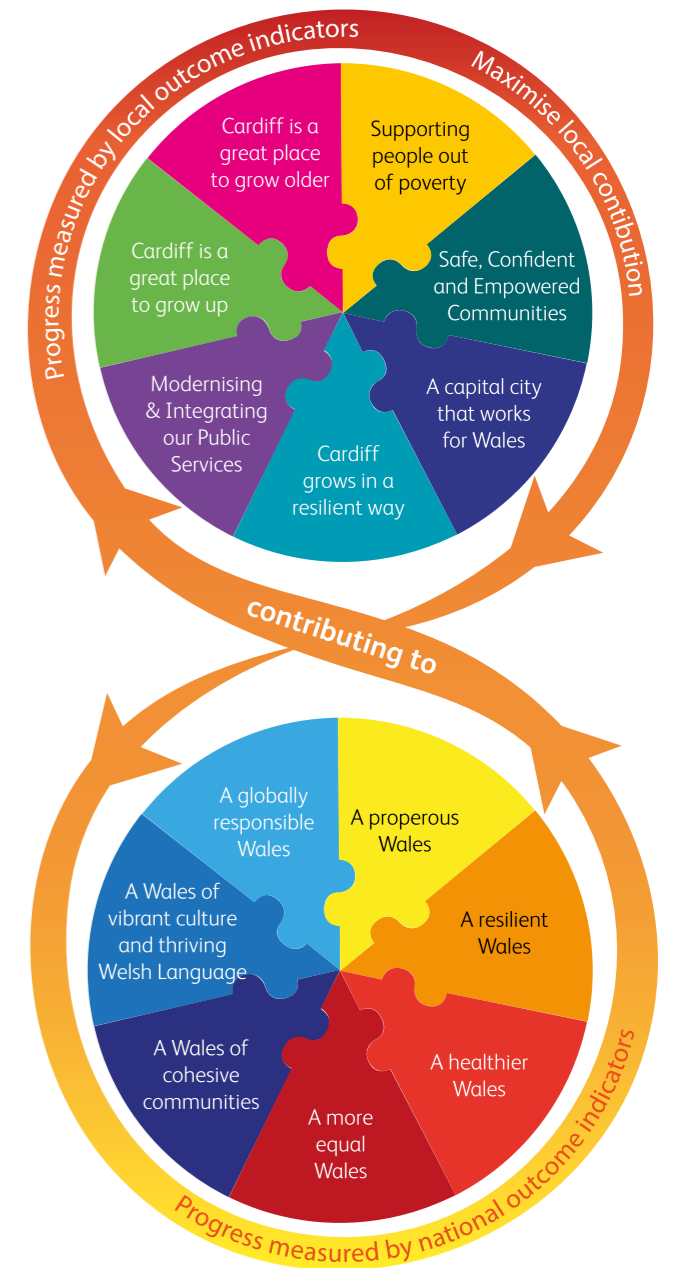 Progress measured by local outcome indicators
Maximise local contibution
Cardiff is a
great place
to grow older
Supporting
people out
of poverty
Safe, Confident
and Empowered
Communities
A capital city
that works
for Wales
Cardiff
grows in a
resilient way
Modernising
& Integrating
our Public
Services
Cardiff is a
great place
to grow up
contributing to
A globally
responsible
Wales
A properous
Wales
A resilient
Wales
A healthier
Wales
A more
equal
Wales
A Wales of
cohesive
communities
A Wales of
vibrant culture
and thriving
Welsh Language
Progress measured by national outcome indicators